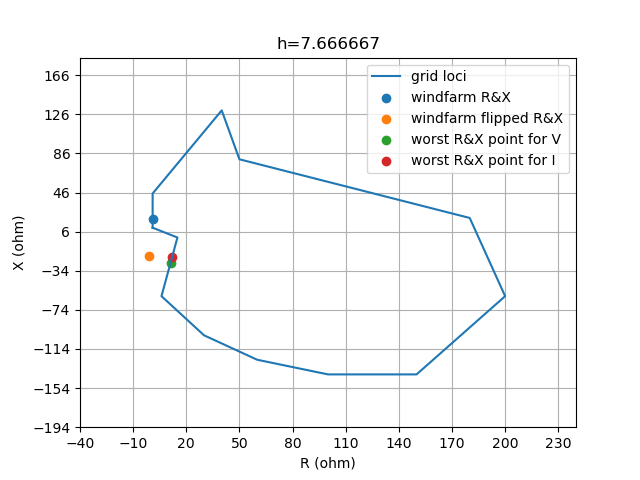 h=7.666667
grid loci
windfarm R&X
windfarm flipped R&X
worst R&X point for V
worst R&X point for I
X (ohm)
166
126
86
46
6
−34
−74
−114
−154
−194
−40 −10 20 50 80 110 140 170 200 230
R (ohm)